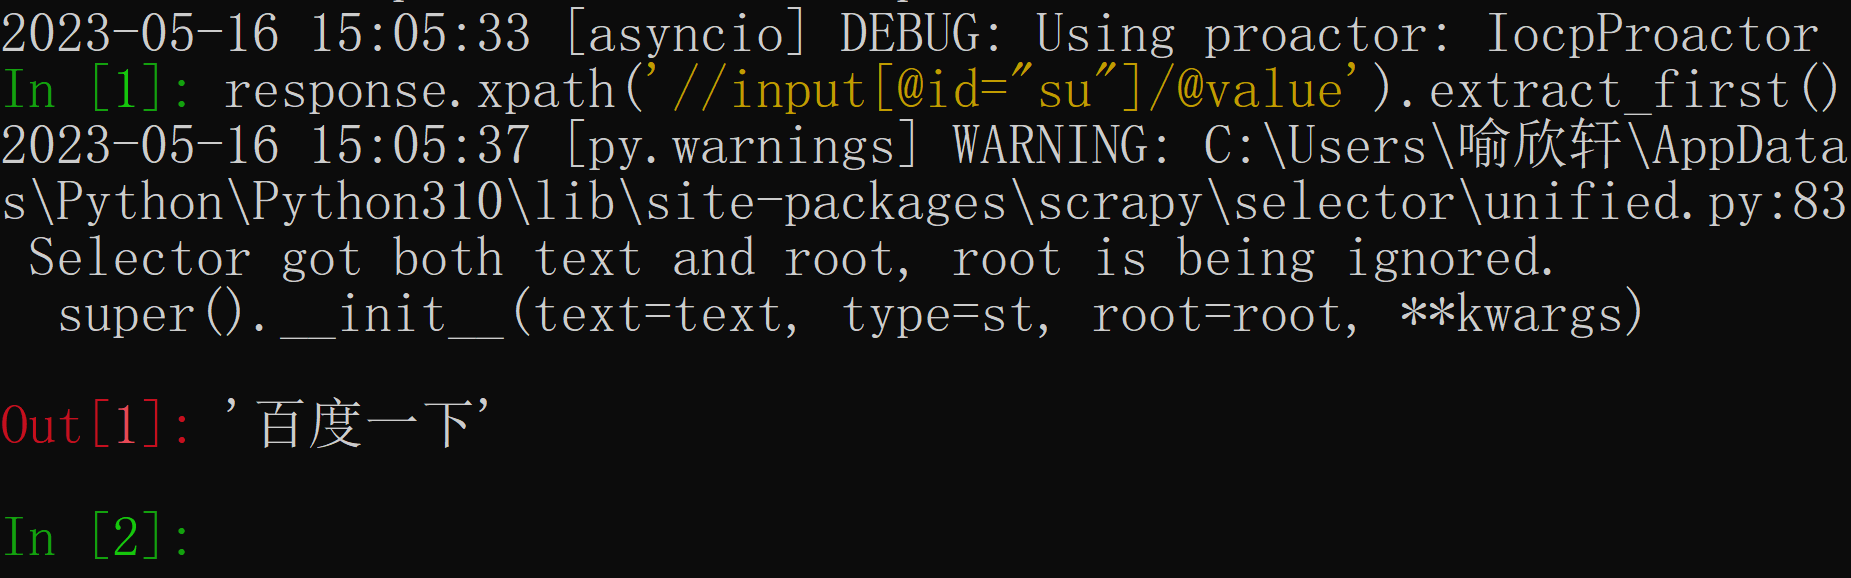 2023-05-16 15:05:33 [asyncio] DEBUG: Using proactor: IocpProactor
In [1]: response.xpath('//input[@id="su"]/@value').extract_first()
2023-05-16 15:05:37 [py.warnings] WARNING: C:\Users\喻欣轩\AppData
s\Python\Python310\lib\site-packages\scrapy\selector\unified.py:83
 Selector got both text and root, root is being ignored.
  super().__init__(text=text, type=st, root=root, **kwargs)
Out[1]: '百度一下'
In [2]: